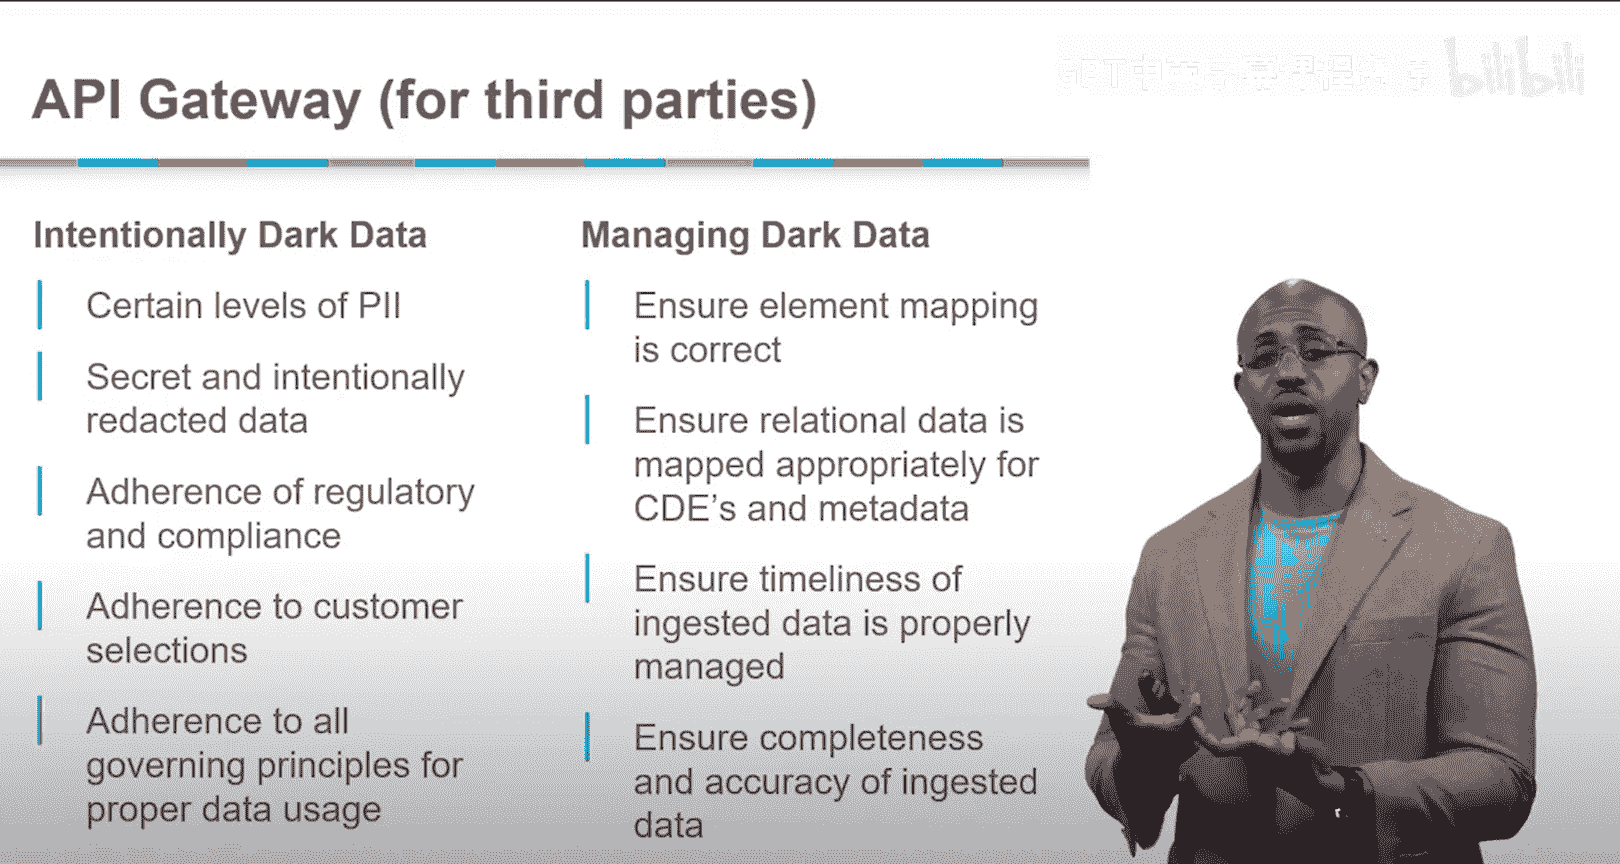 API Gateway (for third parties)
Intentionally Dark Data
Certain levels of PII
Secret and intentionally
redacted data
Adherence of regulatory
and compliance
Adherence to customer
selections
Adherence to all
governing principles for
proper data usage
Managing Dark Data
Ensure element mapping
is correct
Ensure relational data is
mapped appropriately for
CDE’s and metadata
Ensure timeliness of
ingested data is properly
managed
Ensure completeness
and accuracy of ingested
data
bilibili